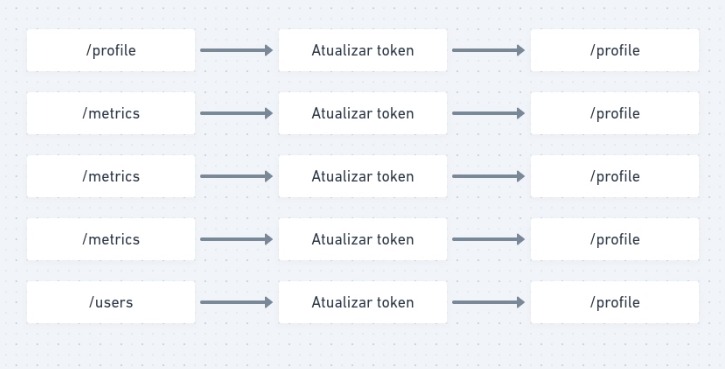 /profile Atualizar token /profile
/metrics Atualizar token /profile
/metrics Atualizar token /profile
/metrics Atualizar token /profile
/users Atualizar token /profile